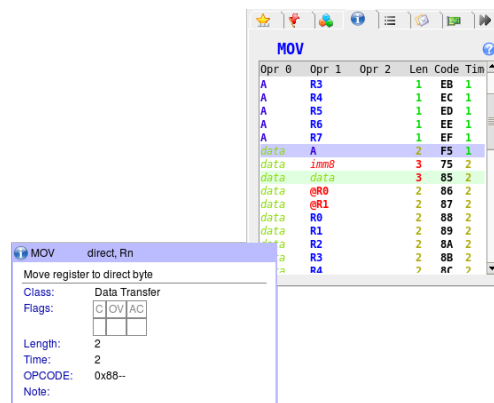 MOV
Opr 0 Opr 1 Opr 2 Len Code Tim
A R3 1 EB 1
A R4 1 EC 1
A R5 1 ED 1
A R6 1 EE 1
A R7 1 EF 1
data A 2 F5 1
data imm8 3 75 2
data data 3 85 2
data @R0 2 86 2
data @R1 2 87 2
data R0 2 88 2
data R1 2 89 2
a R2 2 8A 2
a R3 2 8B 2
a R4 2 8C 2
MOV direct, Rn
Move register to direct byte
Class: Data Transfer
Flags: C OV AC
Length: 2
Time: 2
OPCODE: 0x88--
Note: